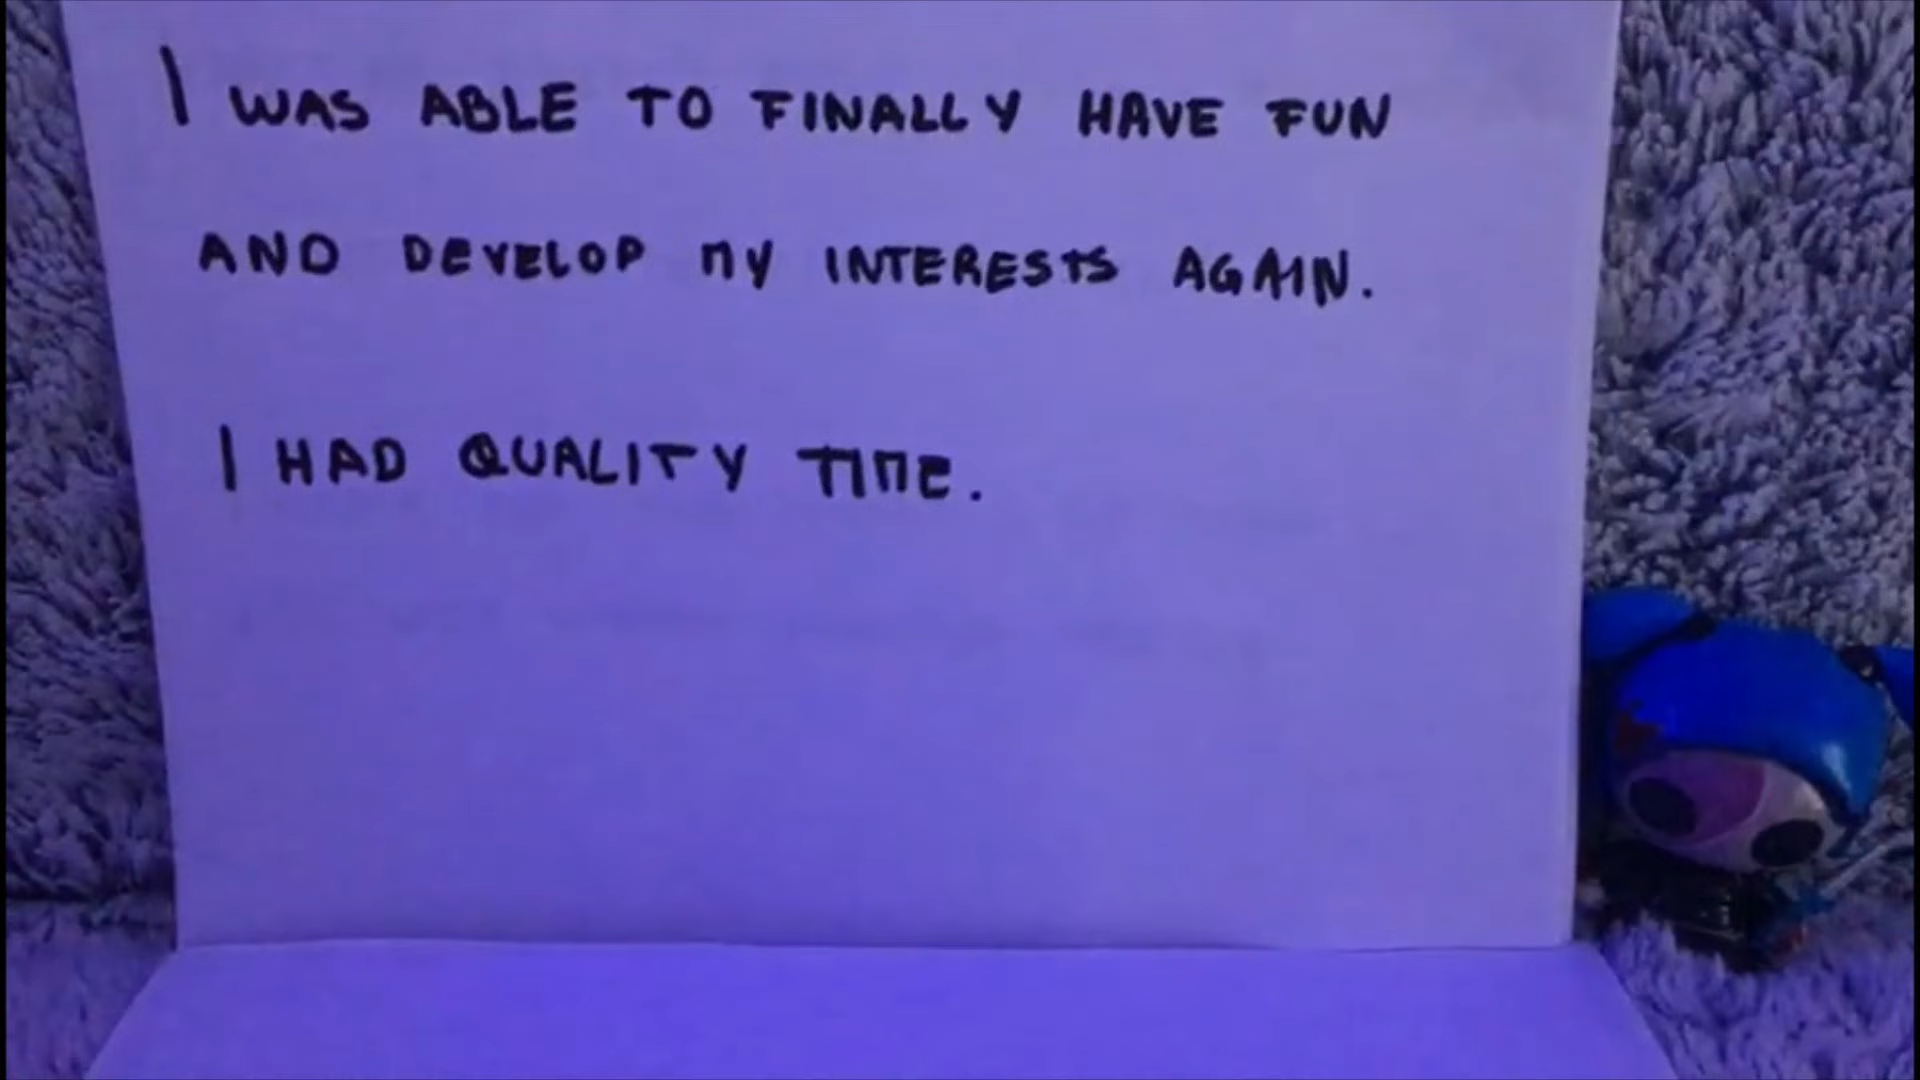 I WAS ABLE TO FINALLY HAVE FUN
AND DEVELOP MY INTERESTS AGAIN.
I HAD QUALITY TIME.